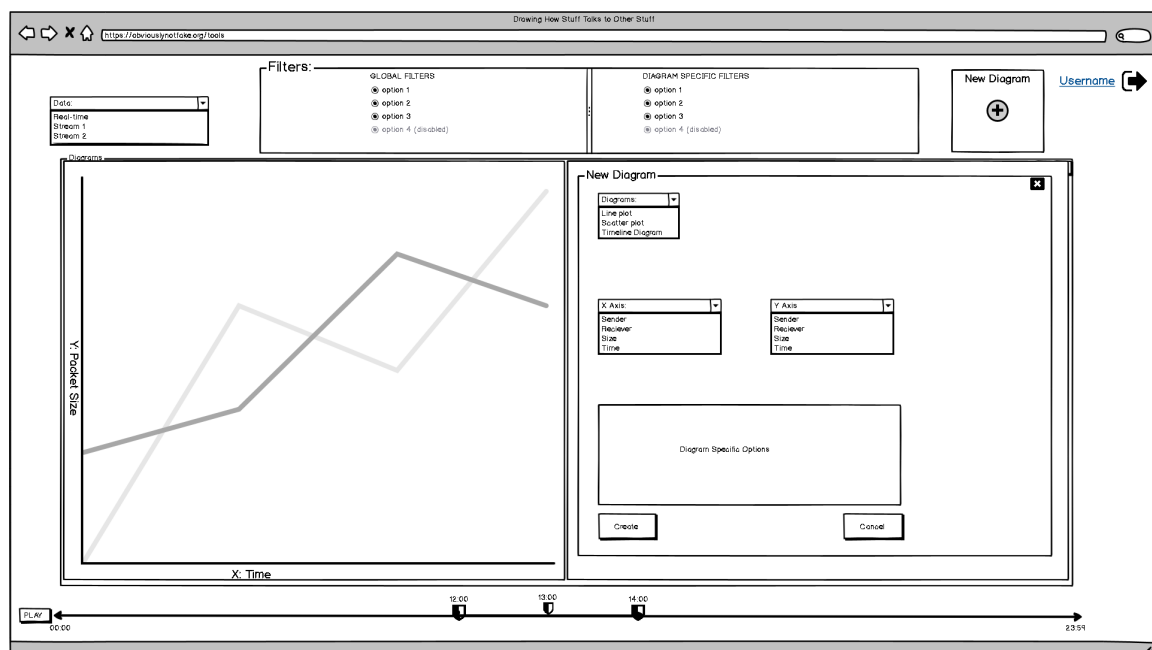 Drawing How Stuff Talks to Other Stuff
https://obviouslynotfake.org/tools
Filters:
GLOBAL FILTERS
option 1
option 2
option 3
option 4 (disabled)
DIAGRAM SPECIFIC FILTERS
option 1
option 2
option 3
option 4 (disabled)
New Diagram
Username
Data:
Real-time
Stream 1
Stream 2
Diagrams
Y: Packet Size
X: Time
New Diagram
Diagrams:
Line plot
Scatter plot
Timeline Diagram
X Axis:
Sender
Reciever
Size
Time
Y Axis
Sender
Reciever
Size
Time
Diagram Specific Options
Create
Cancel
PLAY
00:00
12:00
13:00
14:00
23:59